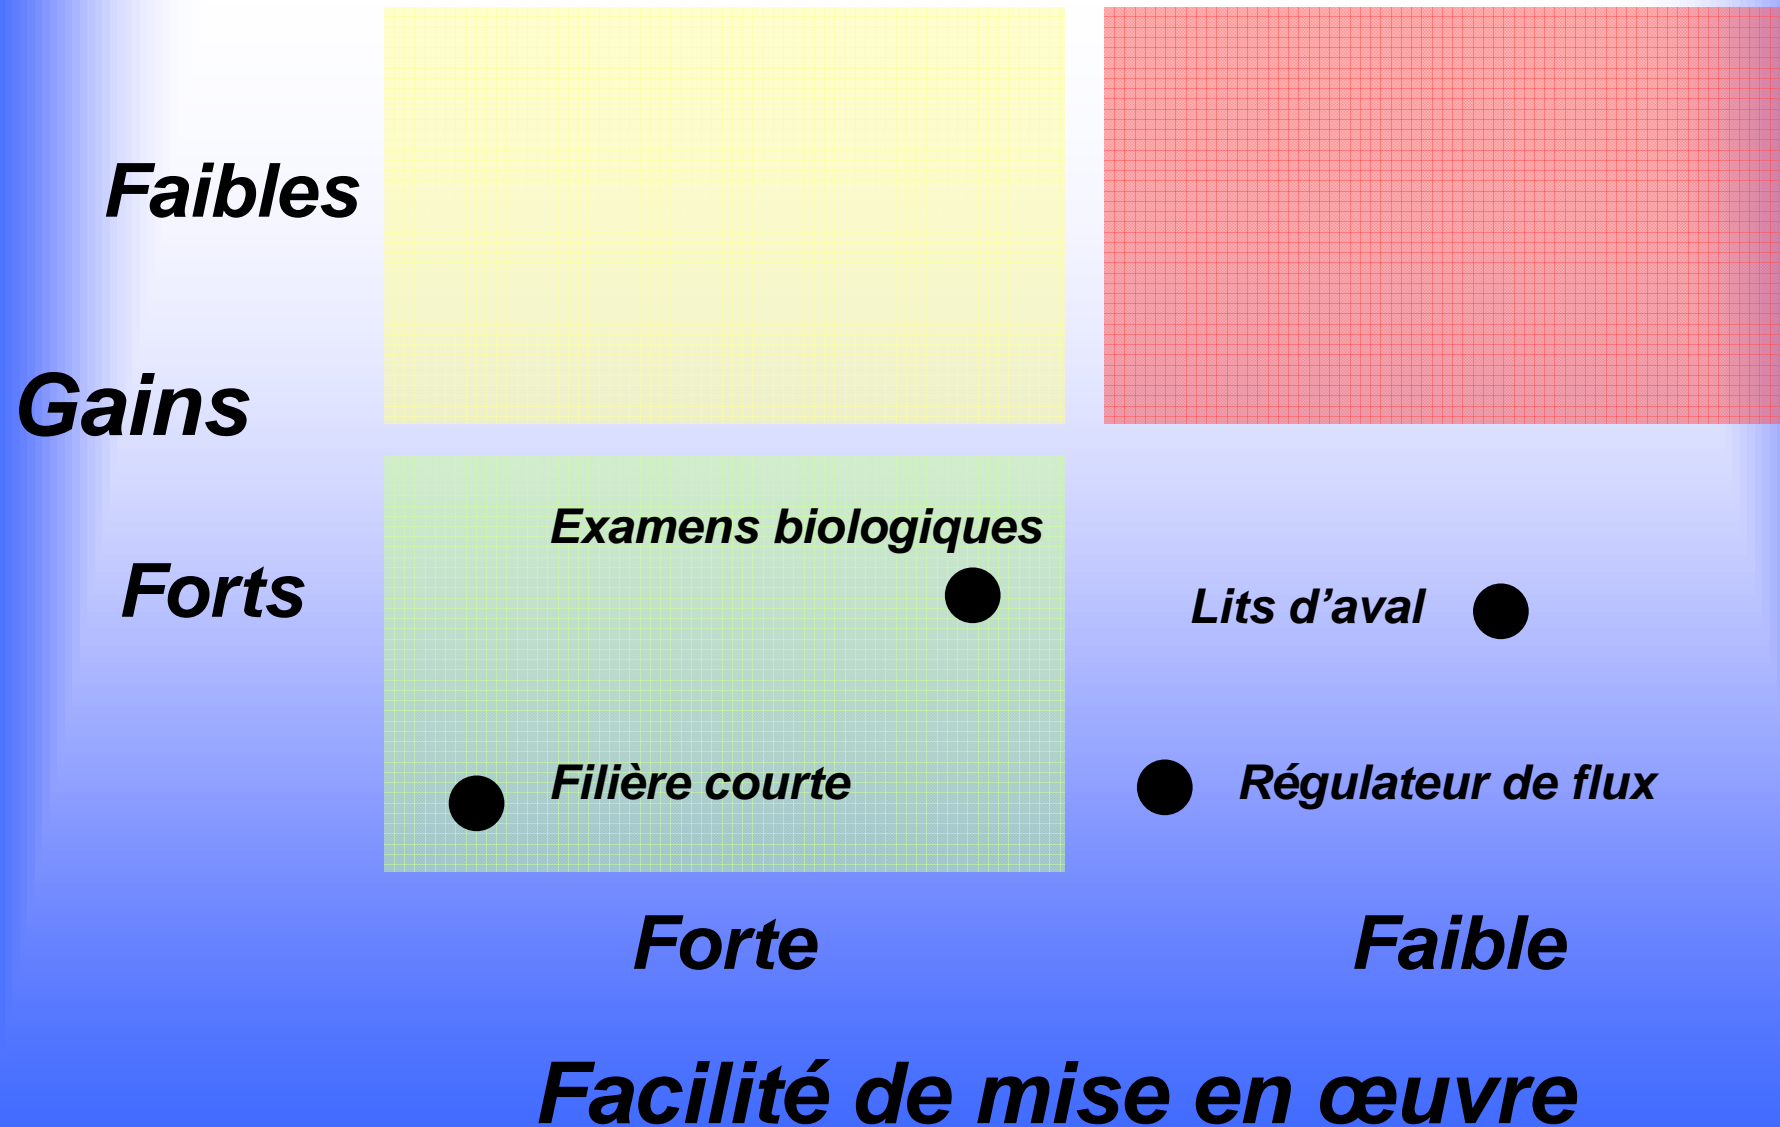 Faibles
Gains
Forts
Examens biologiques
Lits d’aval
Filière courte
Régulateur de flux
Forte
Faible
Facilité de mise en œuvre